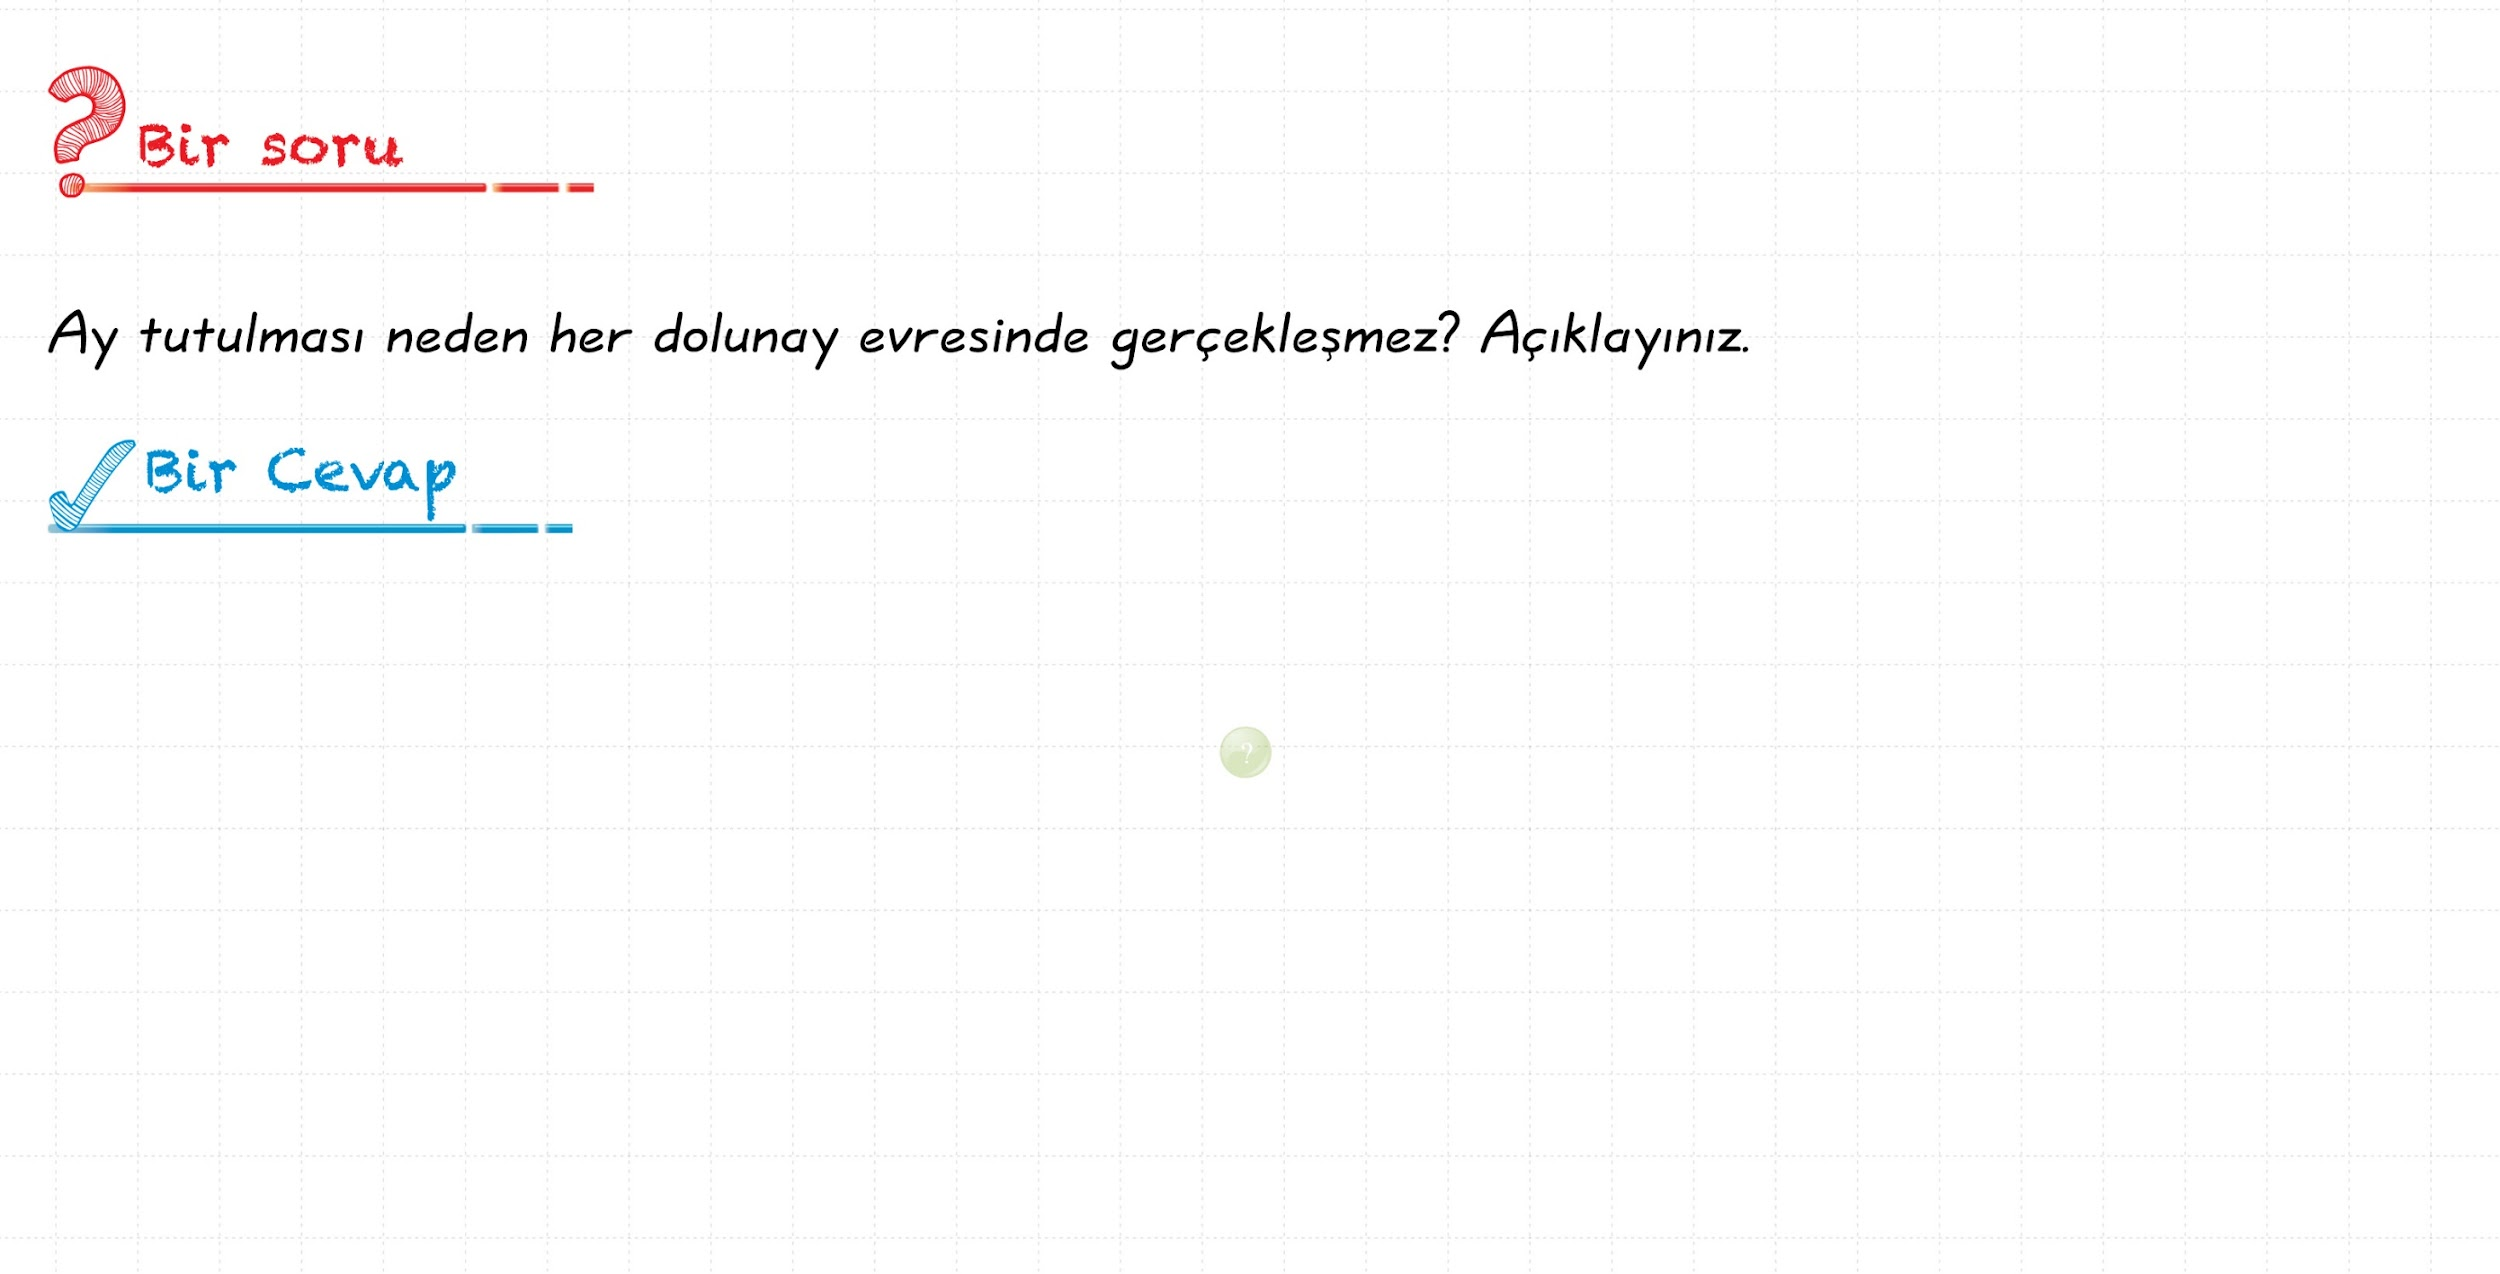 Bir soru
Ay tutulması neden her dolunay evresinde gerçekleşmez? Açıklayınız.
Bir Cevap
?